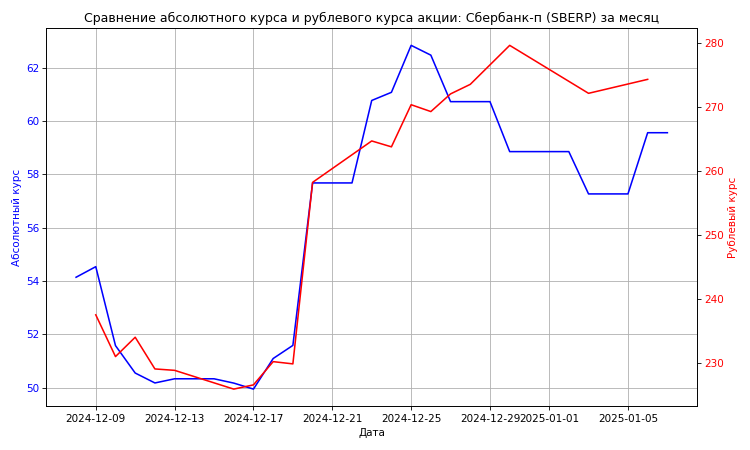 Сравнение абсолютного курса и рублевого курса акции: Сбербанк-п (SBERP) за месяц
Абсолютный курс
62
60
58
56
54
52
50
280
270
260
250
240
230
Рублевый курс
2024-12-09 2024-12-13 2024-12-17 2024-12-21 2024-12-25 2024-12-29 2025-01-01 2025-01-05
Дата